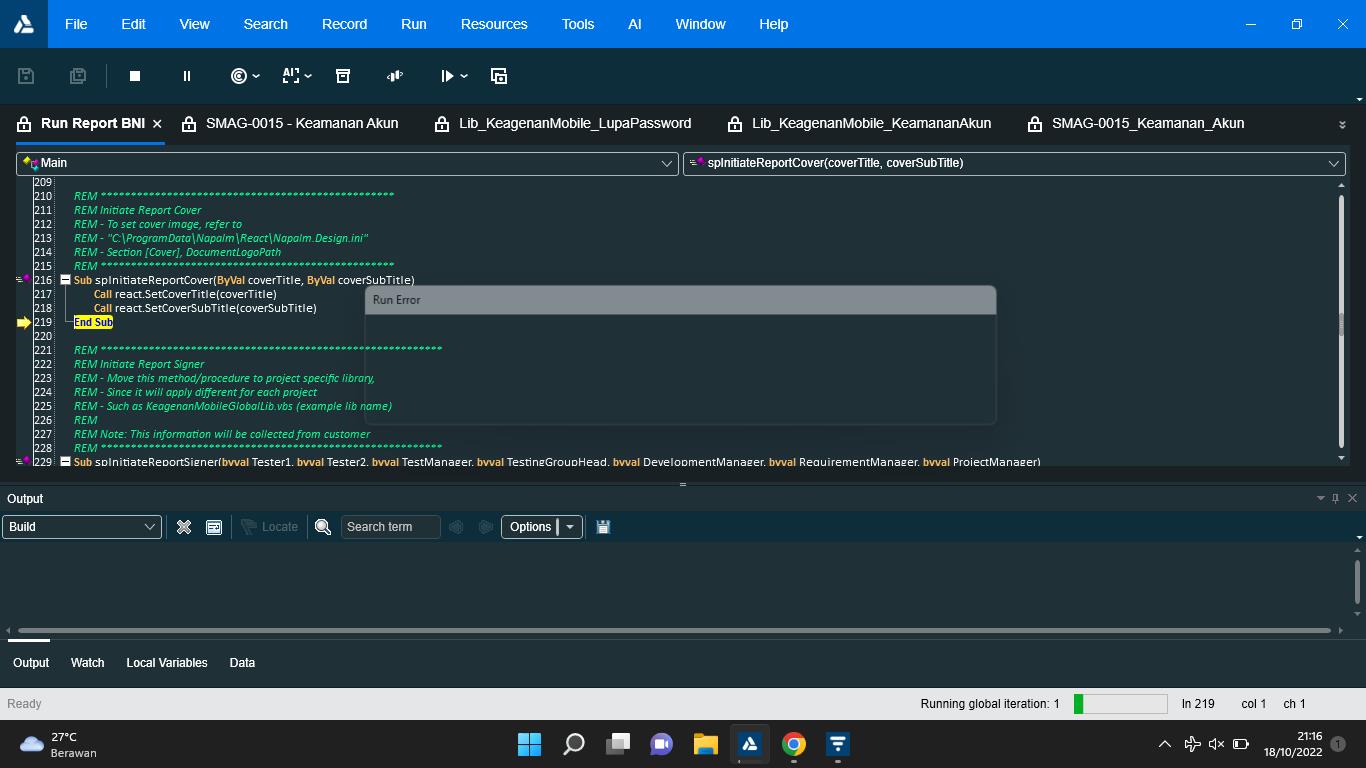 File Edit View Search Record Run Resources Tools AI Window Help
AI
Run Report BNI SMAG-0015 - Keamanan Akun Lib_KeagenanMobile_LupaPassword Lib_KeagenanMobile_KeamananAkun SMAG-0015_Keamanan_Akun
Main spInitiateReportCover(coverTitle, coverSubTitle)
209
210 REM *************************************************
211 REM Initiate Report Cover
212 REM - To set cover image, refer to
213 REM - "C:\ProgramData\Napalm\React\Napalm.Design.ini"
214 REM - Section [Cover], DocumentLogoPath
215 REM *************************************************
216 Sub spInitiateReportCover(ByVal coverTitle, ByVal coverSubTitle)
217 Call react.SetCoverTitle(coverTitle)
218 Call react.SetCoverSubTitle(coverSubTitle)
219 End Sub
220
221 REM *********************************************************
222 REM Initiate Report Signer
223 REM - Move this method/procedure to project specific library,
224 REM - Since it will apply different for each project
225 REM - Such as KeagenanMobileGlobalLib.vbs (example lib name)
226 REM
227 REM Note: This information will be collected from customer
228 REM *********************************************************
229 Sub spInitiateReportSigner(byval Tester1, byval Tester2, byval TestManager, byval TestingGroupHead, byval DevelopmentManager, byval RequirementManager, byval ProjectManager)
Run Error
Output
Build Locate Search term Options
Output Watch Local Variables Data
Ready Running global iteration: 1 ln 219 col 1 ch 1
27°C
Berawan
21:16
18/10/2022
1